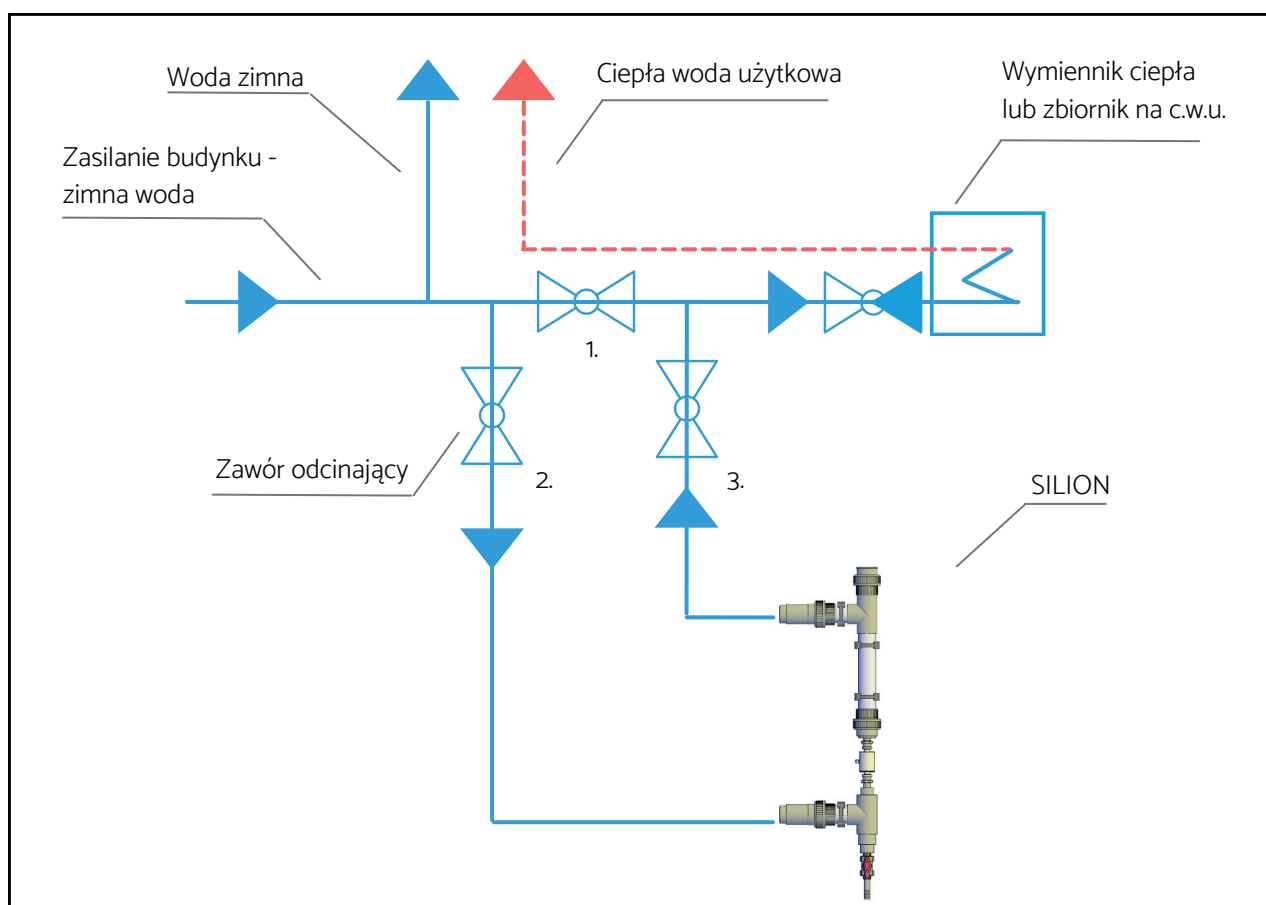 Woda zimna
Ciepła woda użytkowa
Wymiennik ciepła
lub zbiornik na c.w.u.
Zasilanie budynku -
zimna woda
1.
Zawór odcinający
2.
3.
SILION